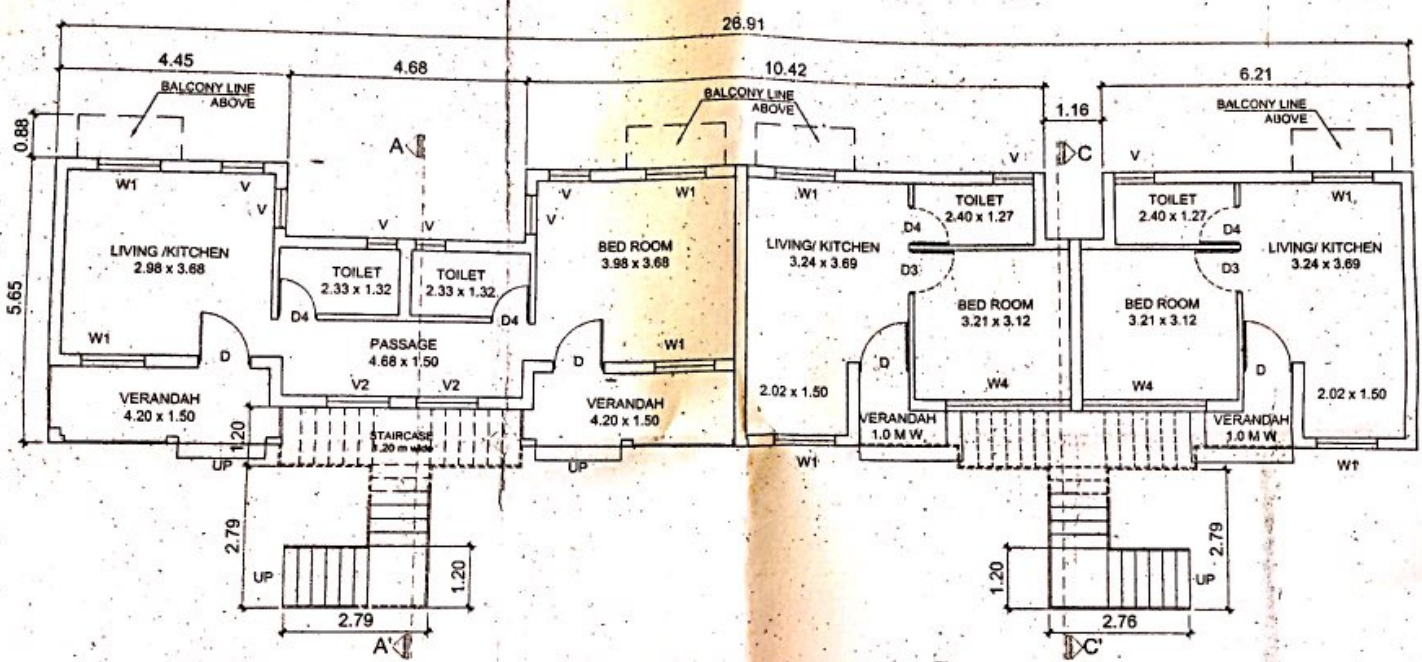 26.91
4.45
4.68
10.42
6.21
1.16
BALCONY LINE
ABOVE
BALCONY LINE
ABOVE
BALCONY LINE
ABOVE
0.88
5.65
A
C
W1
V
V
V
V
V
V
W1
W1
V
V
W1,
LIVING /KITCHEN
2.98 x 3.68
TOILET
2.33 x 1.32
TOILET
2.33 x 1.32
BED ROOM
3.98 x 3.68
LIVING/ KITCHEN
3.24 x 3.69
TOILET
2.40 x 1.27
TOILET
2.40 x 1.27
LIVING/ KITCHEN
3.24 x 3.69
D4
D4
D4
D4
D3
D3
BED ROOM
3.21 x 3.12
BED ROOM
3.21 x 3.12
W1
D
PASSAGE
4.68 x 1.50
D
W1
D
D
V2
V2
W4
W4
VERANDAH
4.20 x 1.50
VERANDAH
4.20 x 1.50
2.02 x 1.50
VERANDAH
1.0 M W.
VERANDAH
1.0 M W.
2.02 x 1.50
1.20
STAIRCASE
1.20 m wide
UP
UP
W1
W1
2.79
UP
1.20
2.79
1.20
UP
2.79
2.76
A'
C'